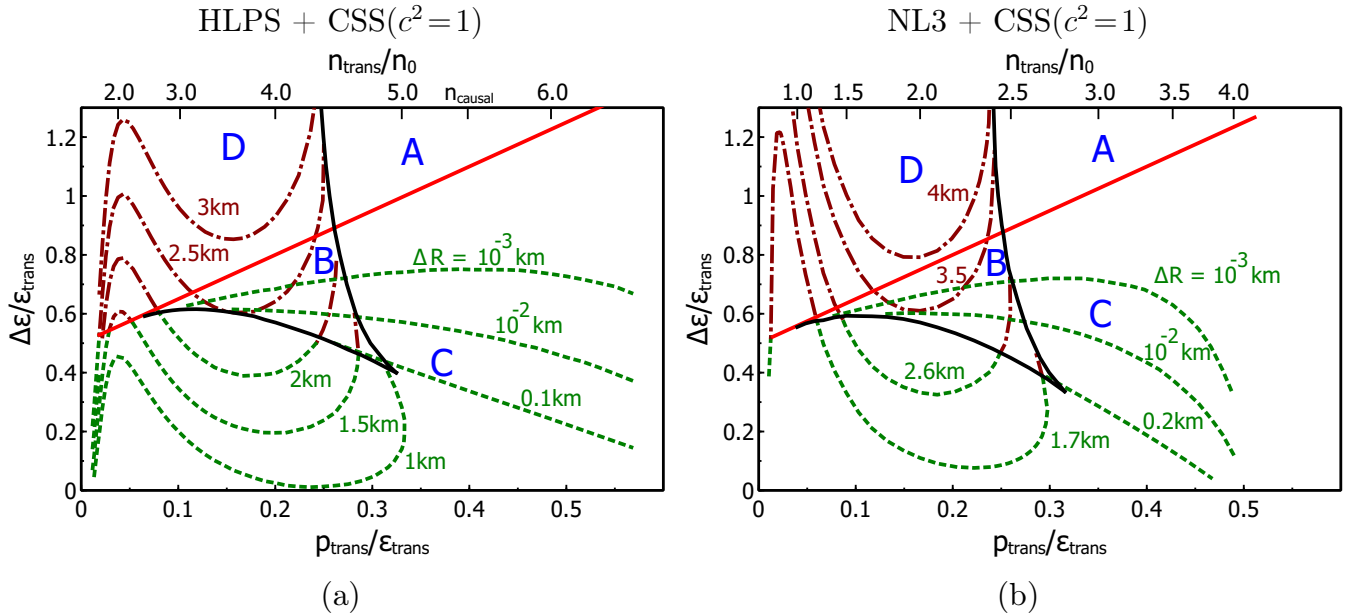 HLPS + CSS(c²=1)
n_trans/n_0
2.0 3.0 4.0 5.0 n_causal 6.0
1.2
1
0.8
0.6
0.4
0.2
0
Δε/ε_trans
D
A
B
C
3km
2.5km
ΔR = 10⁻³ km
10⁻² km
2km
0.1km
1.5km
1km
0 0.1 0.2 0.3 0.4 0.5
p_trans/ε_trans
(a)
NL3 + CSS(c²=1)
n_trans/n_0
1.0 1.5 2.0 2.5 3.0 3.5 4.0
1.2
1
0.8
0.6
0.4
0.2
0
Δε/ε_trans
A
D
4km
B
3.5
ΔR = 10⁻³ km
C
10⁻² km
2.6km
0.2km
1.7km
0 0.1 0.2 0.3 0.4 0.5
p_trans/ε_trans
(b)